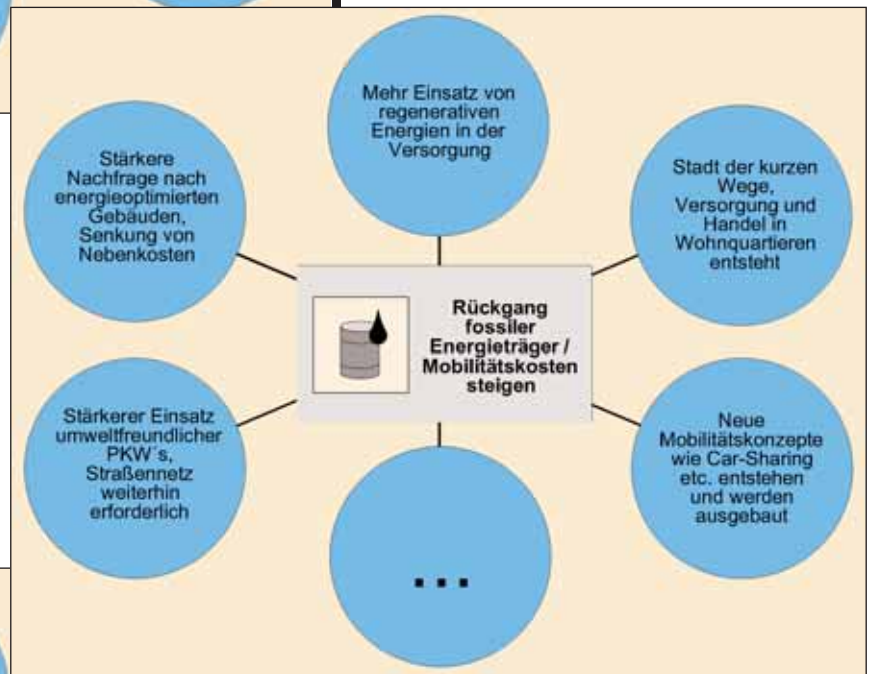 Mehr Einsatz von
regenerativen
Energien in der
Versorgung
Stärkere
Nachfrage nach
energieoptimierten
Gebäuden,
Senkung von
Nebenkosten
Stadt der kurzen
Wege,
Versorgung und
Handel in
Wohnquartieren
entsteht
Rückgang
fossiler
Energieträger /
Mobilitätskosten
steigen
Stärkerer Einsatz
umweltfreundlicher
PKW´s,
Straßennetz
weiterhin
erforderlich
Neue
Mobilitätskonzepte
wie Car-Sharing
etc. entstehen
und werden
ausgebaut
...